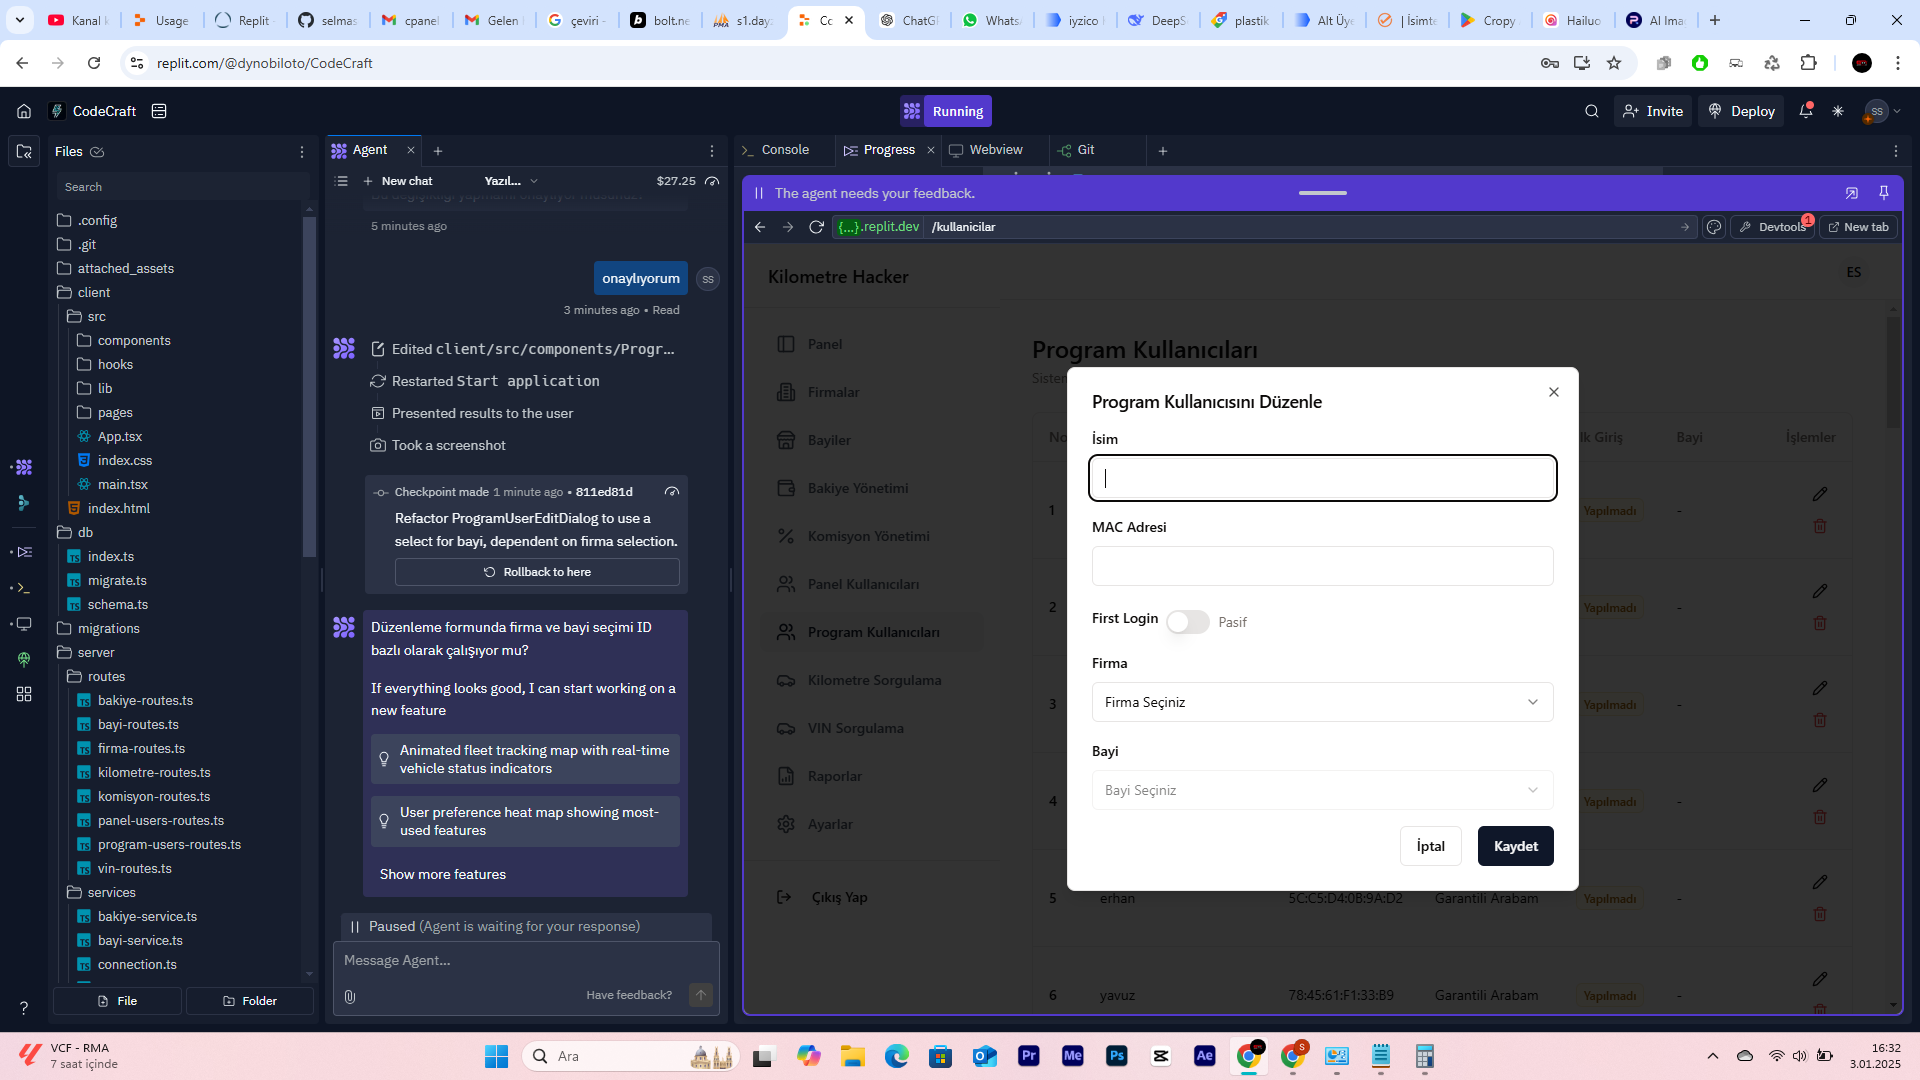 Kanal k
Usage
Replit -
selmas
cpanel
Gelen
çeviri -
bolt.ne
s1.day
Co
ChatG
Whats
iyzico
DeepS
plastik
Alt Üye
| İsimte
Cropy
Hailuo
AI Ima
replit.com/@dynobiloto/CodeCraft
CodeCraft
Running
Invite
Deploy
SS
Files
Search
.config
.git
attached_assets
client
src
components
hooks
lib
pages
App.tsx
index.css
main.tsx
index.html
db
index.ts
migrate.ts
schema.ts
migrations
server
routes
bakiye-routes.ts
bayi-routes.ts
firma-routes.ts
kilometre-routes.ts
komisyon-routes.ts
panel-users-routes.ts
program-users-routes.ts
vin-routes.ts
services
bakiye-service.ts
bayi-service.ts
connection.ts
File
Folder
Agent
New chat
Yazıl...
$27.25
5 minutes ago
onaylıyorum
SS
3 minutes ago • Read
Edited client/src/components/Progr...
Restarted Start application
Presented results to the user
Took a screenshot
Checkpoint made 1 minute ago • 811ed81d
Refactor ProgramUserEditDialog to use a
select for bayi, dependent on firma selection.
Rollback to here
Düzenleme formunda firma ve bayi seçimi ID
bazlı olarak çalışıyor mu?
If everything looks good, I can start working on a
new feature
Animated fleet tracking map with real-time
vehicle status indicators
User preference heat map showing most-
used features
Show more features
Paused (Agent is waiting for your response)
Message Agent...
Have feedback?
Console
Progress
Webview
Git
The agent needs your feedback.
{...}.replit.dev /kullanicilar
Devtools
1
New tab
Kilometre Hacker
ES
Panel
Firmalar
Bayiler
Bakiye Yönetimi
Komisyon Yönetimi
Panel Kullanıcıları
Program Kullanıcıları
Kilometre Sorgulama
VIN Sorgulama
Raporlar
Ayarlar
Çıkış Yap
Program Kullanıcıları
Sistem
No
lk Giriş
Bayi
İşlemler
1
Yapılmadı
-
2
Yapılmadı
-
3
Yapılmadı
-
4
Yapılmadı
-
5
erhan
5C:C5:D4:0B:9A:D2
Garantili Arabam
Yapılmadı
-
6
yavuz
78:45:61:F1:33:B9
Garantili Arabam
Yapılmadı
-
Program Kullanıcısını Düzenle
İsim
MAC Adresi
First Login
Pasif
Firma
Firma Seçiniz
Bayi
Bayi Seçiniz
İptal
Kaydet
VCF - RMA
7 saat içinde
Ara
Pr
Me
Ps
Ae
S
16:32
3.01.2025